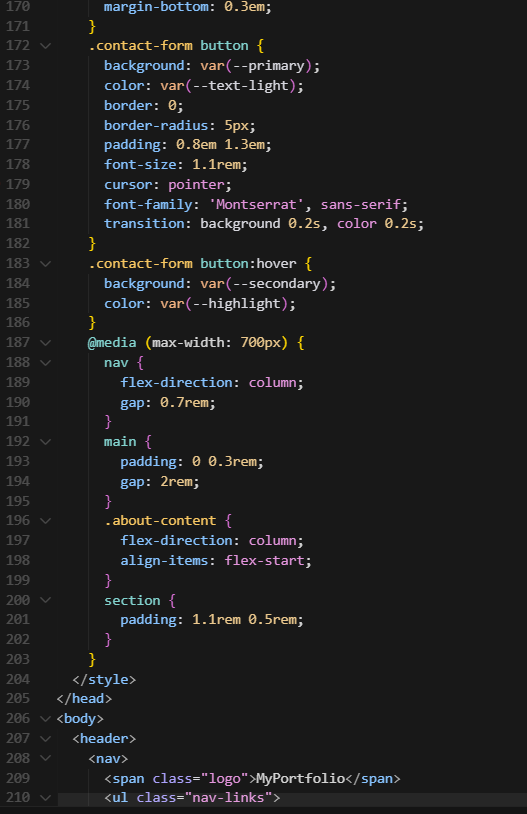 170 margin-bottom: 0.3em;
171 }
172 .contact-form button {
173 background: var(--primary);
174 color: var(--text-light);
175 border: 0;
176 border-radius: 5px;
177 padding: 0.8em 1.3em;
178 font-size: 1.1rem;
179 cursor: pointer;
180 font-family: 'Montserrat', sans-serif;
181 transition: background 0.2s, color 0.2s;
182 }
183 .contact-form button:hover {
184 background: var(--secondary);
185 color: var(--highlight);
186 }
187 @media (max-width: 700px) {
188 nav {
189 flex-direction: column;
190 gap: 0.7rem;
191 }
192 main {
193 padding: 0 0.3rem;
194 gap: 2rem;
195 }
196 .about-content {
197 flex-direction: column;
198 align-items: flex-start;
199 }
200 section {
201 padding: 1.1rem 0.5rem;
202 }
203 }
204 </style>
205 </head>
206 <body>
207 <header>
208 <nav>
209 <span class="logo">MyPortfolio</span>
210 <ul class="nav-links">